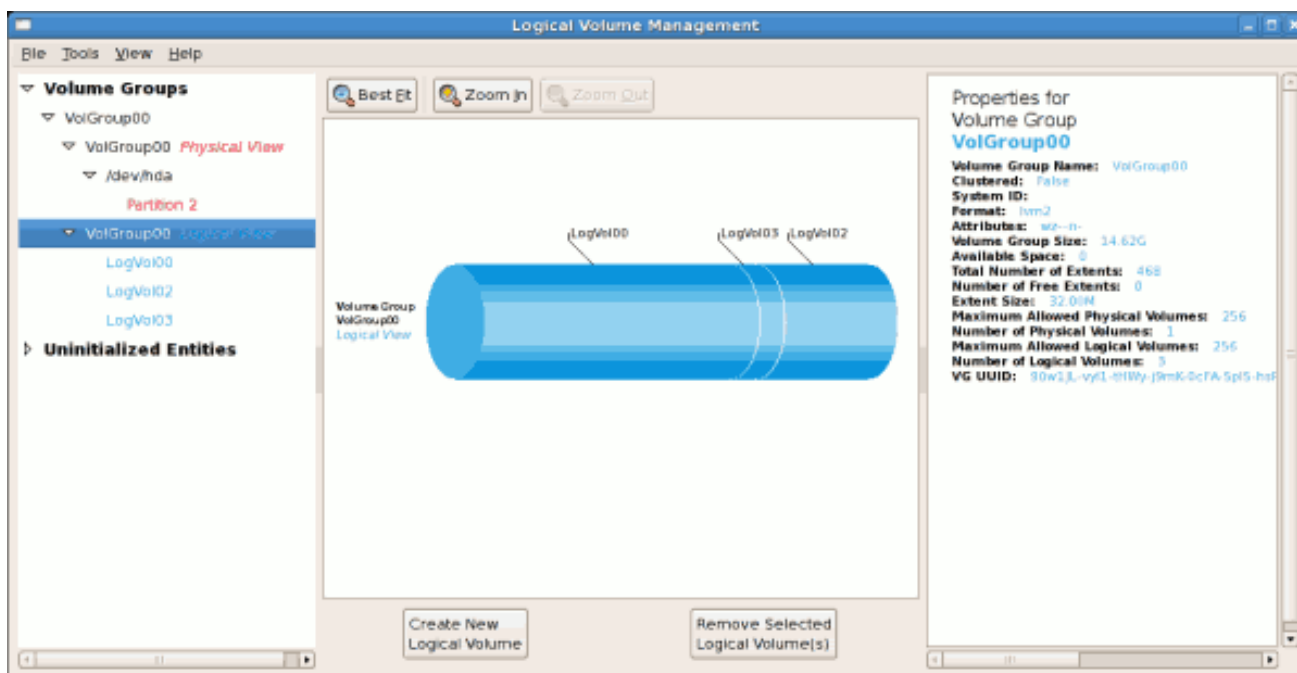 Logical Volume Management
File Tools View Help
Volume Groups
VolGroup00
VolGroup00 Physical View
/dev/hda
Partition 2
VolGroup00 Logical View
LogVol00
LogVol02
LogVol03
Uninitialized Entities
Best Fit Zoom In Zoom Out
LogVol00 LogVol03 LogVol02
Volume Group
VolGroup00
Logical View
Create New
Logical Volume
Remove Selected
Logical Volume(s)
Properties for
Volume Group
VolGroup00
Volume Group Name: VolGroup00
Clustered: False
System ID:
Format: lvm2
Attributes: wz--n-
Volume Group Size: 14.62G
Available Space: 0
Total Number of Extents: 468
Number of Free Extents: 0
Extent Size: 32.00M
Maximum Allowed Physical Volumes: 256
Number of Physical Volumes: 1
Maximum Allowed Logical Volumes: 256
Number of Logical Volumes: 3
VG UUID: